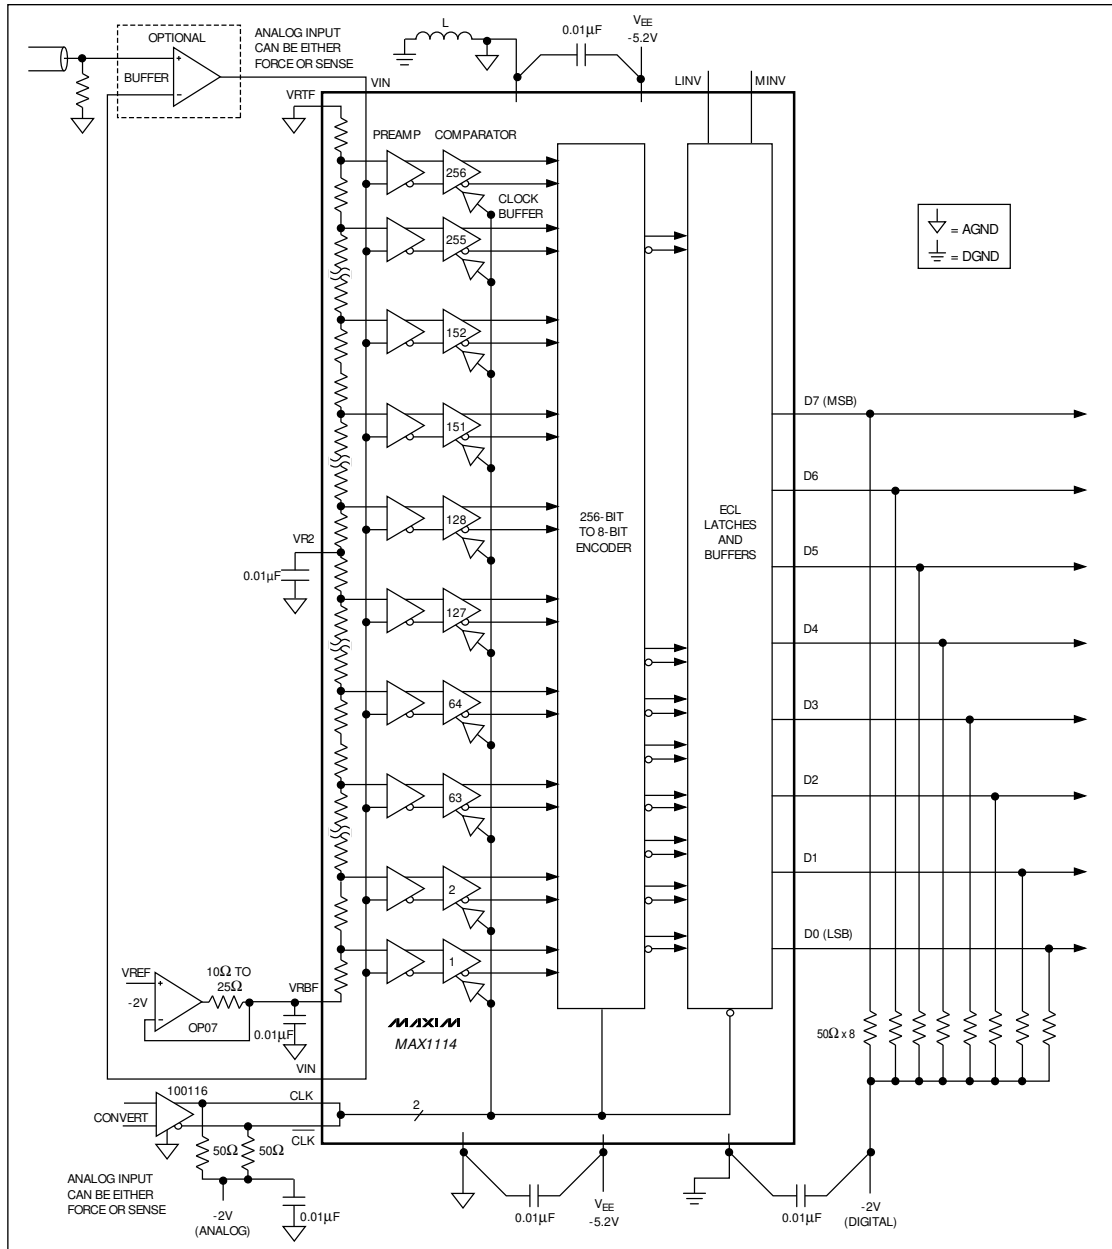 L
VEE
-5.2V
0.01µF
OPTIONAL
BUFFER
+
−
ANALOG INPUT
CAN BE EITHER
FORCE OR SENSE
VIN
LINV
MINV
VRTF
PREAMP
COMPARATOR
256
CLOCK
BUFFER
255
= AGND
= DGND
152
151
D7 (MSB)
D6
128
256-BIT
TO 8-BIT
ENCODER
ECL
LATCHES
AND
BUFFERS
VR2
0.01µF
D5
127
D4
64
D3
63
D2
2
D1
1
D0 (LSB)
VREF
+
-2V
−
OP07
10Ω TO
25Ω
VRBF
0.01µF
MAXIM
MAX1114
50Ω x 8
VIN
100116
CLK
CONVERT
CLK
2
50Ω
50Ω
ANALOG INPUT
CAN BE EITHER
FORCE OR SENSE
-2V
(ANALOG)
0.01µF
0.01µF
VEE
-5.2V
0.01µF
-2V
(DIGITAL)